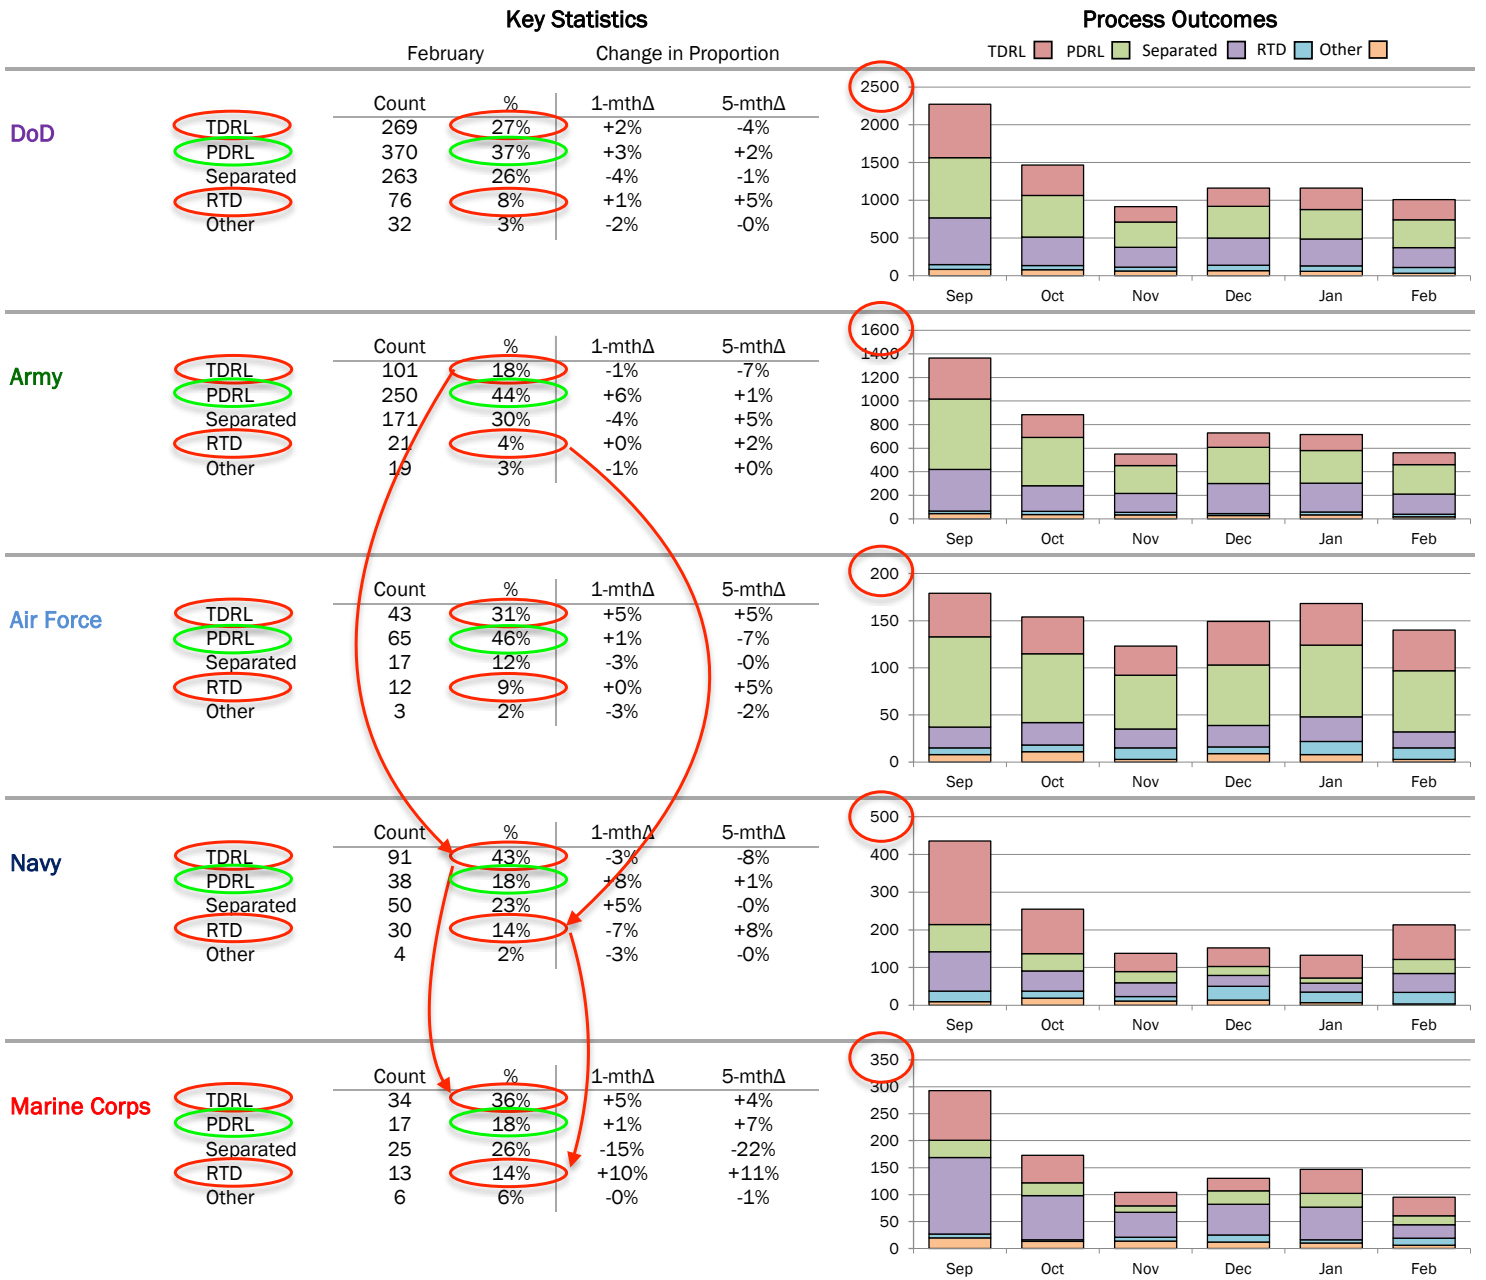 Key Statistics
Process Outcomes
February Change in Proportion
TDRL PDRL Separated RTD Other
DoD
Count % 1-mthΔ 5-mthΔ
TDRL 269 27% +2% -4%
PDRL 370 37% +3% +2%
Separated 263 26% -4% -1%
RTD 76 8% +1% +5%
Other 32 3% -2% -0%
2500
2000
1500
1000
500
0
Sep Oct Nov Dec Jan Feb
Army
Count % 1-mthΔ 5-mthΔ
TDRL 101 18% -1% -7%
PDRL 250 44% +6% +1%
Separated 171 30% -4% +5%
RTD 21 4% +0% +2%
Other 19 3% -1% +0%
1600
1400
1200
1000
800
600
400
200
0
Sep Oct Nov Dec Jan Feb
Air Force
Count % 1-mthΔ 5-mthΔ
TDRL 43 31% +5% +5%
PDRL 65 46% +1% -7%
Separated 17 12% -3% -0%
RTD 12 9% +0% +5%
Other 3 2% -3% -2%
200
150
100
50
0
Sep Oct Nov Dec Jan Feb
Navy
Count % 1-mthΔ 5-mthΔ
TDRL 91 43% -3% -8%
PDRL 38 18% +8% +1%
Separated 50 23% +5% -0%
RTD 30 14% -7% +8%
Other 4 2% -3% -0%
500
400
300
200
100
0
Sep Oct Nov Dec Jan Feb
Marine Corps
Count % 1-mthΔ 5-mthΔ
TDRL 34 36% +5% +4%
PDRL 17 18% +1% +7%
Separated 25 26% -15% -22%
RTD 13 14% +10% +11%
Other 6 6% -0% -1%
350
300
250
200
150
100
50
0
Sep Oct Nov Dec Jan Feb